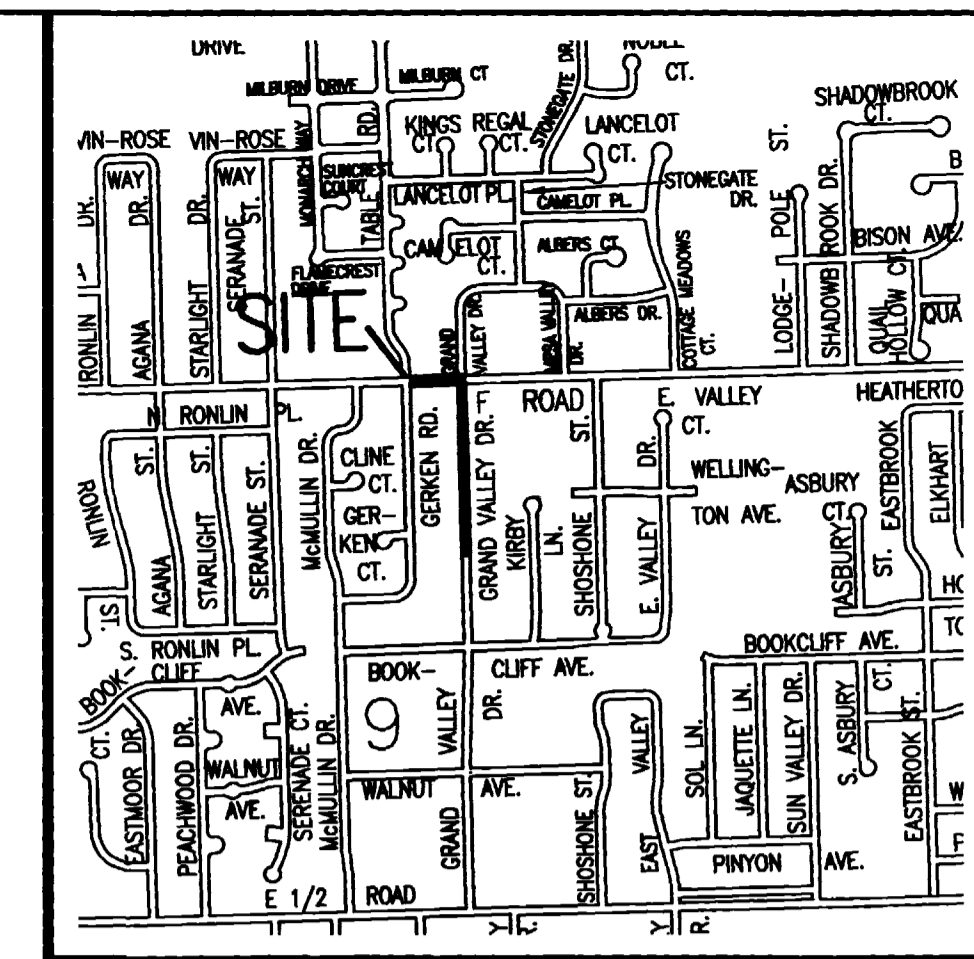 DRIVE
NOBLE
CT.
MILBURN DRIVE
MILBURN CT
STONEGATE DR.
SHADOWBROOK
CT.
VIN-ROSE
WAY
VIN-ROSE
WAY
MONARCH WAY
TABLE RD.
KINGS
CT.
REGAL
CT.
LANCELOT
CT.
ST.
SUNCREST
COURT
LANCELOT PL.
STONEGATE
DR.
CAMELOT PL.
DR.
AGANA DR.
STARLIGHT DR.
SERANADE ST.
CAMELOT
CT.
ALBERS CT.
COTTAGE MEADOWS
CT.
LODGE-POLE
SHADOWBROOK DR.
BISON AVE.
B
QUAIL
HOLLOW CT.
QUA
FLAMECREST
DRIVE
RONLIN
GRAND
VALLEY DR.
MESA VALLEY
DR.
ALBERS DR.
SITE
F ROAD
HEATHERTO
N RONLIN PL.
RONLIN
ST.
AGANA ST.
STARLIGHT ST.
SERANADE ST.
McMULLIN DR.
CLINE
CT.
GER-
KEN
CT.
GERKEN RD.
GRAND VALLEY DR.
KIRBY
LN.
SHOSHONE ST.
E. VALLEY
CT.
E. VALLEY DR.
WELLING-
TON AVE.
ASBURY
CT.
ASBURY ST.
EASTBROOK
ELKHART
HO
TO
S. RONLIN PL.
BOOK-
CLIFF
AVE.
BOOK-
CLIFF AVE.
BOOKCLIFF AVE.
CT.
EASTMOOR DR.
PEACHWOOD DR.
WALNUT
AVE.
SERENADE CT.
McMULLIN DR.
9
GRAND VALLEY DR.
WALNUT AVE.
SHOSHONE ST.
EAST VALLEY
SOL LN.
JAQUETTE LN.
SUN VALLEY DR.
S. ASBURY CT.
EASTBROOK ST.
W
PINYON AVE.
E 1/2 ROAD
Y
R.